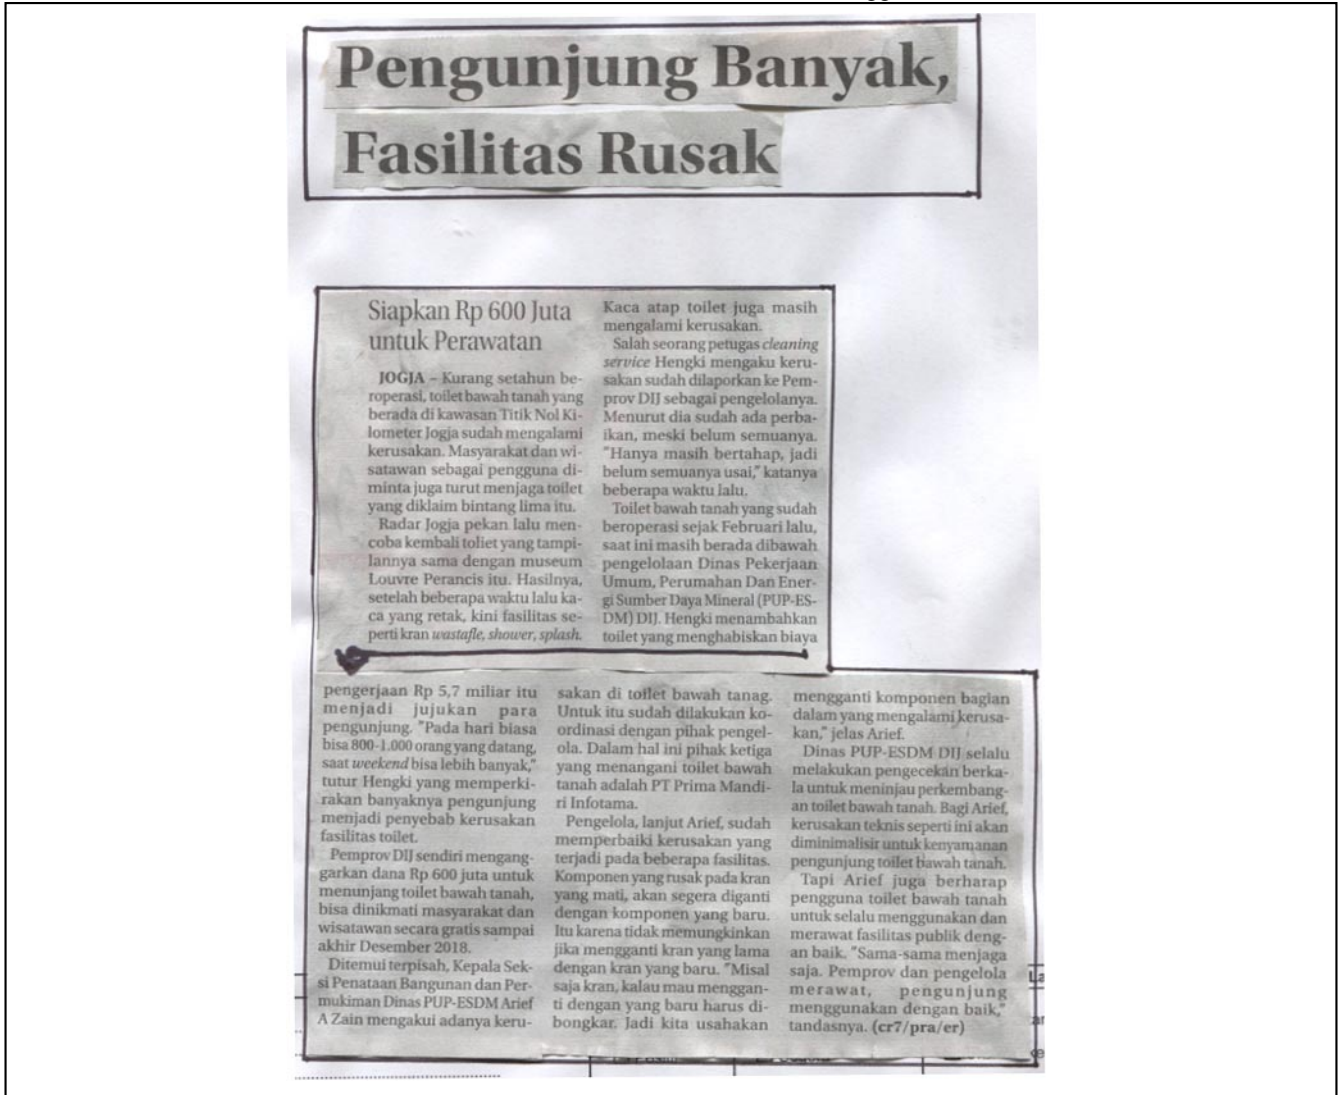 Pengunjung Banyak,
Fasilitas Rusak
Siapkan Rp 600 Juta
untuk Perawatan
JOGJA – Kurang setahun be-
roperasi, toilet bawah tanah yang
berada di kawasan Titik Nol Ki-
lometer Jogja sudah mengalami
kerusakan. Masyarakat dan wi-
satawan sebagai pengguna di-
minta juga turut menjaga toilet
yang diklaim bintang lima itu.
Radar Jogja pekan lalu men-
coba kembali toliet yang tampi-
lannya sama dengan museum
Louvre Perancis itu. Hasilnya,
setelah beberapa waktu lalu ka-
ca yang retak, kini fasilitas se-
perti kran wastafle, shower, splash.
Kaca atap toilet juga masih
mengalami kerusakan.
Salah seorang petugas cleaning
service Hengki mengaku keru-
sakan sudah dilaporkan ke Pem-
prov DIJ sebagai pengelolanya.
Menurut dia sudah ada perba-
ikan, meski belum semuanya.
"Hanya masih bertahap, jadi
belum semuanya usai," katanya
beberapa waktu lalu.
Toilet bawah tanah yang sudah
beroperasi sejak Februari lalu,
saat ini masih berada dibawah
pengelolaan Dinas Pekerjaan
Umum, Perumahan Dan Ener-
gi Sumber Daya Mineral (PUP-ES-
DM) DIJ. Hengki menambahkan
toilet yang menghabiskan biaya
pengerjaan Rp 5,7 miliar itu
menjadi jujukan para
pengunjung. "Pada hari biasa
bisa 800-1.000 orang yang datang,
saat weekend bisa lebih banyak,"
tutur Hengki yang memperki-
rakan banyaknya pengunjung
menjadi penyebab kerusakan
fasilitas toilet.
Pemprov DIJ sendiri mengang-
garkan dana Rp 600 juta untuk
menunjang toilet bawah tanah,
bisa dinikmati masyarakat dan
wisatawan secara gratis sampai
akhir Desember 2018.
Ditemui terpisah, Kepala Sek-
si Penataan Bangunan dan Per-
mukiman Dinas PUP-ESDM Arief
A Zain mengakui adanya keru-
sakan di toilet bawah tanag.
Untuk itu sudah dilakukan ko-
ordinasi dengan pihak pengel-
ola. Dalam hal ini pihak ketiga
yang menangani toilet bawah
tanah adalah PT Prima Mandi-
ri Infotama.
Pengelola, lanjut Arief, sudah
memperbaiki kerusakan yang
terjadi pada beberapa fasilitas.
Komponen yang rusak pada kran
yang mati, akan segera diganti
dengan komponen yang baru.
Itu karena tidak memungkinkan
jika mengganti kran yang lama
dengan kran yang baru. "Misal
saja kran, kalau mau menggan-
ti dengan yang baru harus di-
bongkar. Jadi kita usahakan
mengganti komponen bagian
dalam yang mengalami kerusa-
kan," jelas Arief.
Dinas PUP-ESDM DIJ selalu
melakukan pengecekan berka-
la untuk meninjau perkembang-
an toilet bawah tanah. Bagi Arief,
kerusakan teknis seperti ini akan
diminimalisir untuk kenyamanan
pengunjung toilet bawah tanah.
Tapi Arief juga berharap
pengguna toilet bawah tanah
untuk selalu menggunakan dan
merawat fasilitas publik deng-
an baik. "Sama-sama menjaga
saja. Pemprov dan pengelola
merawat, pengunjung
menggunakan dengan baik,"
tandasnya. (cr7/pra/er)